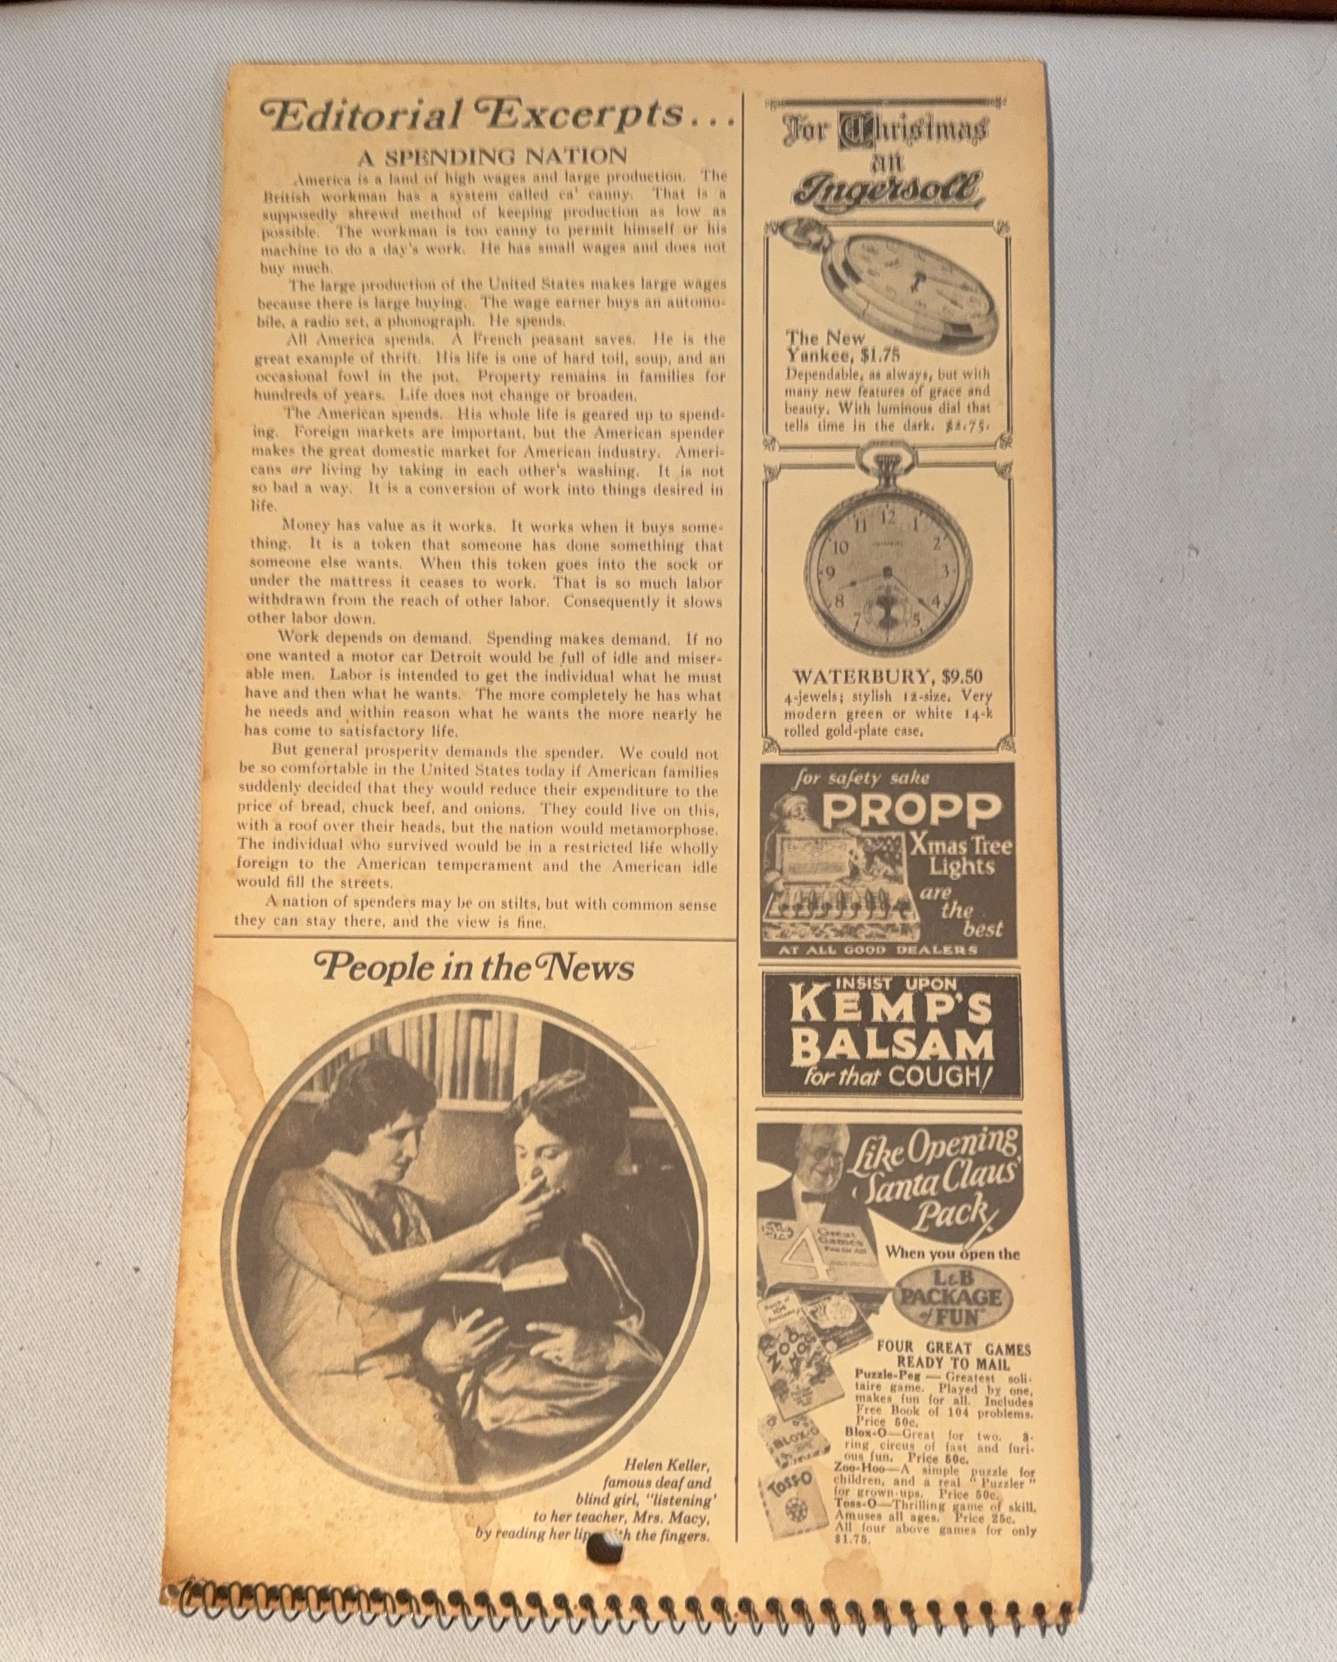 Editorial Excerpts...
A SPENDING NATION
America is a land of high wages and large production. The
British workman has a system called ca' canny. That is a
supposedly shrewd method of keeping production as low as
possible. The workman is too canny to permit himself or his
machine to do a day's work. He has small wages and does not
buy much.
The large production of the United States makes large wages
because there is large buying. The wage earner buys an automo-
bile, a radio set, a phonograph. He spends.
All America spends. A French peasant saves. He is the
great example of thrift. His life is one of hard toil, soup, and an
occasional fowl in the pot. Property remains in families for
hundreds of years. Life does not change or broaden.
The American spends. His whole life is geared up to spend-
ing. Foreign markets are important, but the American spender
makes the great domestic market for American industry. Ameri-
cans are living by taking in each other's washing. It is not
so bad a way. It is a conversion of work into things desired in
life.
Money has value as it works. It works when it buys some-
thing. It is a token that someone has done something that
someone else wants. When this token goes into the sock or
under the mattress it ceases to work. That is so much labor
withdrawn from the reach of other labor. Consequently it slows
other labor down.
Work depends on demand. Spending makes demand. If no
one wanted a motor car Detroit would be full of idle and miser-
able men. Labor is intended to get the individual what he must
have and then what he wants. The more completely he has what
he needs and within reason what he wants the more nearly he
has come to satisfactory life.
But general prosperity demands the spender. We could not
be so comfortable in the United States today if American families
suddenly decided that they would reduce their expenditure to the
price of bread, chuck beef, and onions. They could live on this,
with a roof over their heads, but the nation would metamorphose.
The individual who survived would be in a restricted life wholly
foreign to the American temperament and the American idle
would fill the streets.
A nation of spenders may be on stilts, but with common sense
they can stay there, and the view is fine.
People in the News
Helen Keller,
famous deaf and
blind girl, "listening'
to her teacher, Mrs. Macy,
by reading her with the fingers.
For Christmas
an
Ingersoll
The New
Yankee, $1.75
Dependable, as always, but with
many new features of grace and
beauty. With luminous dial that
tells time in the dark. $2.75.
12 1 2 3 4 5 7 8 9 10 11
WATERBURY, $9.50
4-jewels; stylish 12-size. Very
modern green or white 14-k
rolled gold-plate case.
for safety sake
PROPP
Xmas Tree
Lights
are
the
best
AT ALL GOOD DEALERS
INSIST UPON
KEMP'S
BALSAM
for that COUGH!
Like Opening
Santa Claus'
Pack
4 Great
Games
When you open the
L&B
PACKAGE
of FUN
FOUR GREAT GAMES
READY TO MAIL
Puzzle-Peg — Greatest soli-
taire game. Played by one,
makes fun for all. Includes
Free Book of 104 problems.
Price 50c.
Blox-O—Great for two. 3-
ring circus of fast and furi-
ous fun. Price 50c.
Zoo-Hoo—A simple puzzle for
children, and a real "Puzzler"
for grown-ups. Price 50c.
Toss-O—Thrilling game of skill.
Amuses all ages. Price 25c.
All four above games for only
$1.75.
BLOX-O
TOSS-O